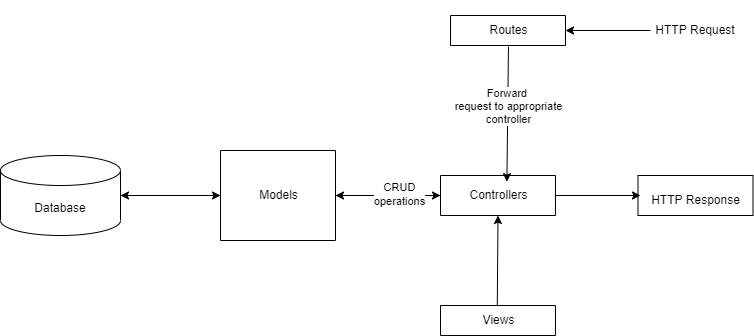 Routes
HTTP Request
Forward
request to appropriate
controller
Database
Models
CRUD
operations
Controllers
HTTP Response
Views